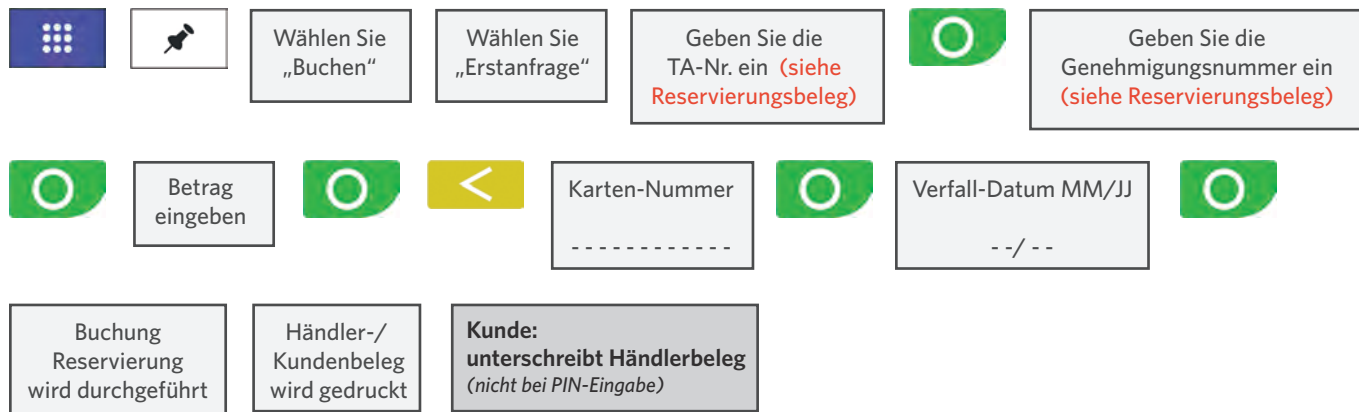 Wählen Sie
„Buchen“
Wählen Sie
„Erstanfrage“
Geben Sie die
TA-Nr. ein (siehe
Reservierungsbeleg)
Geben Sie die
Genehmigungsnummer ein
(siehe Reservierungsbeleg)
Betrag
eingeben
Karten-Nummer
- - - - - - - - - - - -
Verfall-Datum MM/JJ
- -/ - -
Buchung
Reservierung
wird durchgeführt
Händler-/
Kundenbeleg
wird gedruckt
Kunde:
unterschreibt Händlerbeleg
(nicht bei PIN-Eingabe)